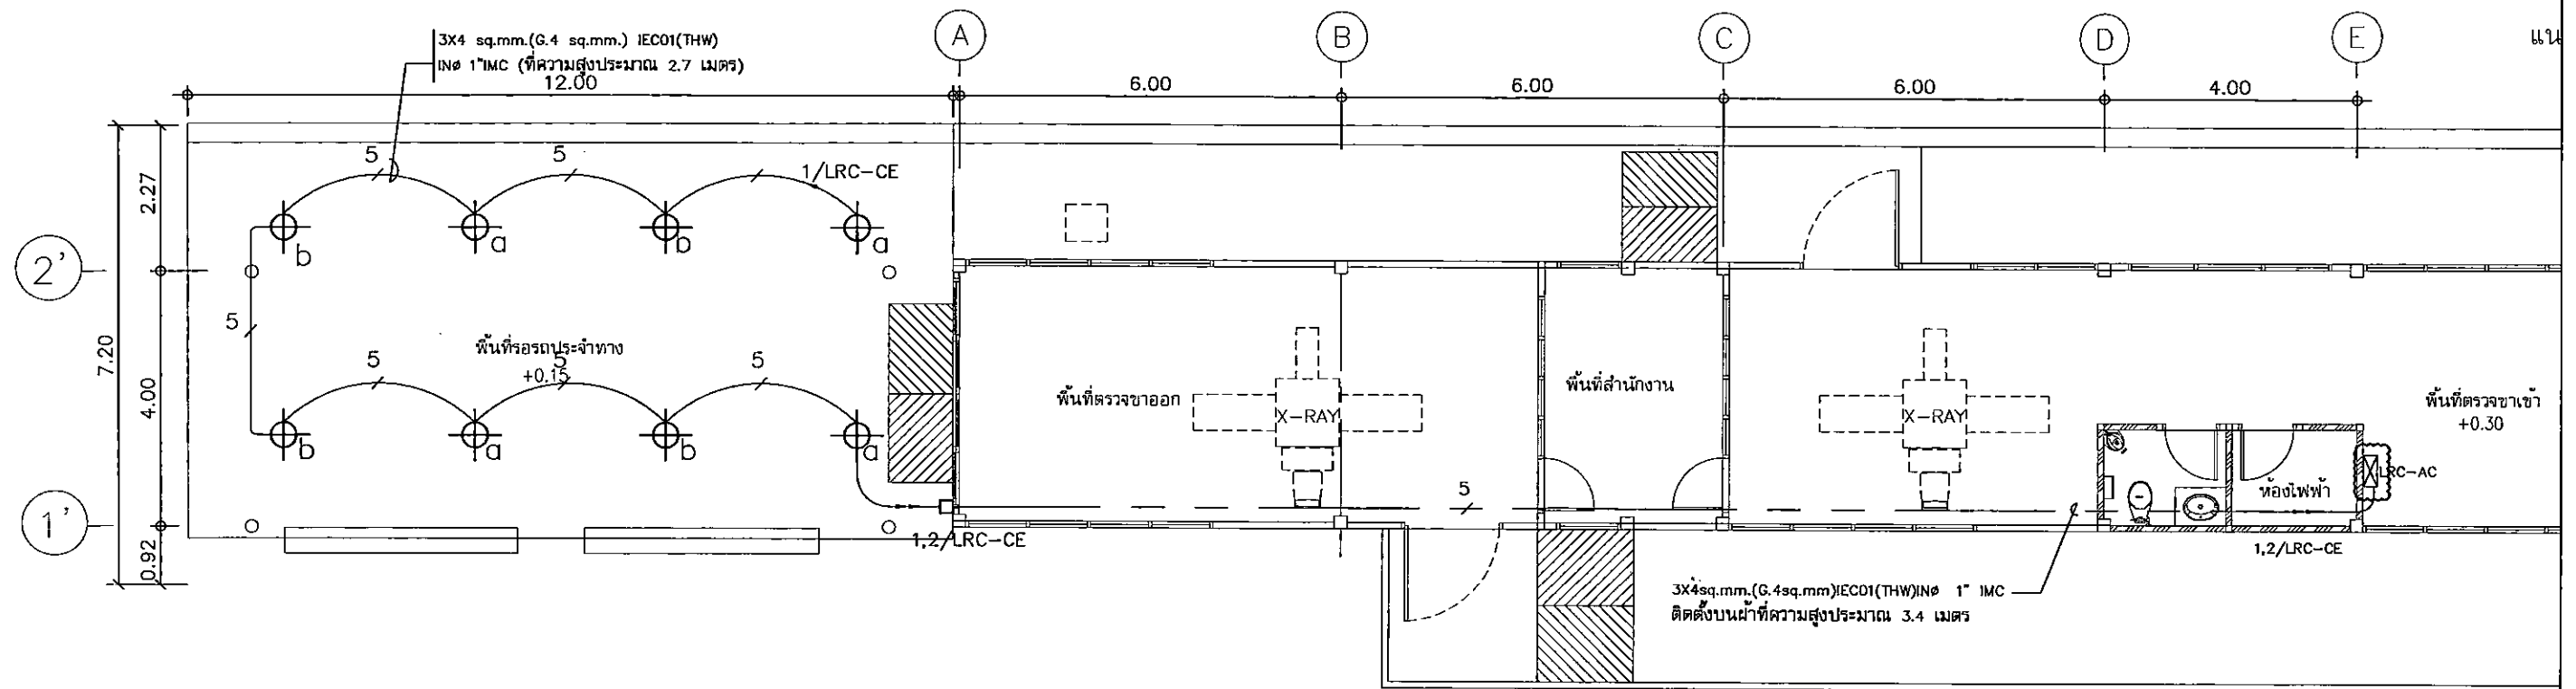 3X4 sq.mm.(G.4 sq.mm.) IEC01(THW)
INø 1"IMC (ที่ความสูงประมาณ 2.7 เมตร)
A
B
C
D
E
แน
12.00
6.00
6.00
6.00
4.00
5
5
1/LRC-CE
2.27
b
a
b
a
2'
7.20
5
พื้นที่รอรถประจำทาง
+0.15
5
5
5
4.00
b
a
b
a
พื้นที่ตรวจขาออก
X-RAY
พื้นที่สำนักงาน
X-RAY
พื้นที่ตรวจขาเข้า
+0.30
LRC-AC
ห้องไฟฟ้า
5
1'
0.92
1,2/LRC-CE
1,2/LRC-CE
3X4sq.mm.(G.4sq.mm)IEC01(THW)INø 1" IMC
ติดตั้งบนฝ้าที่ความสูงประมาณ 3.4 เมตร